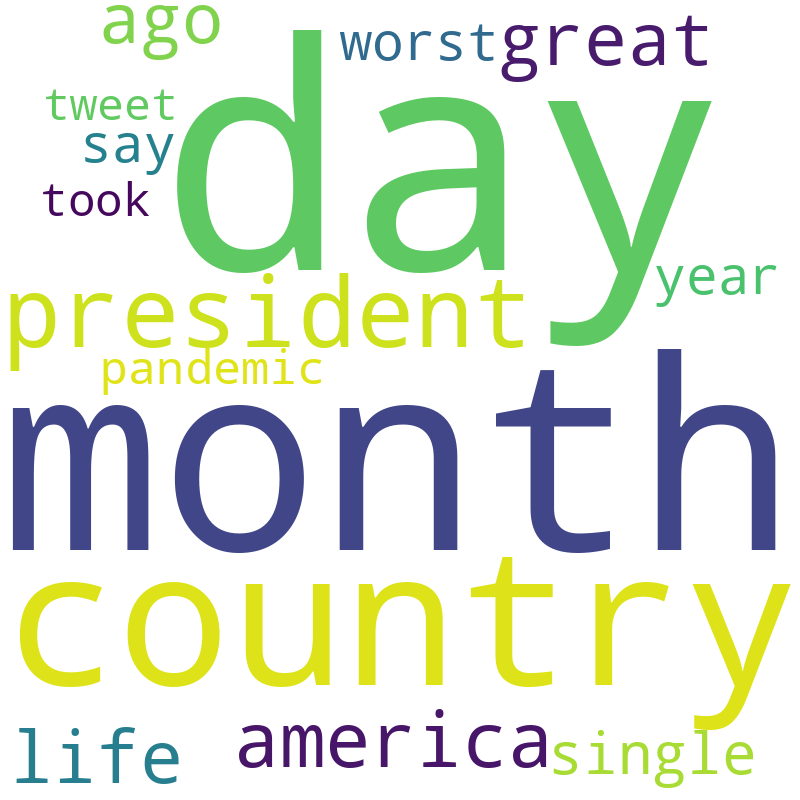 ago
worst
great
tweet
day
say
took
year
president
pandemic
month
country
life
america
single